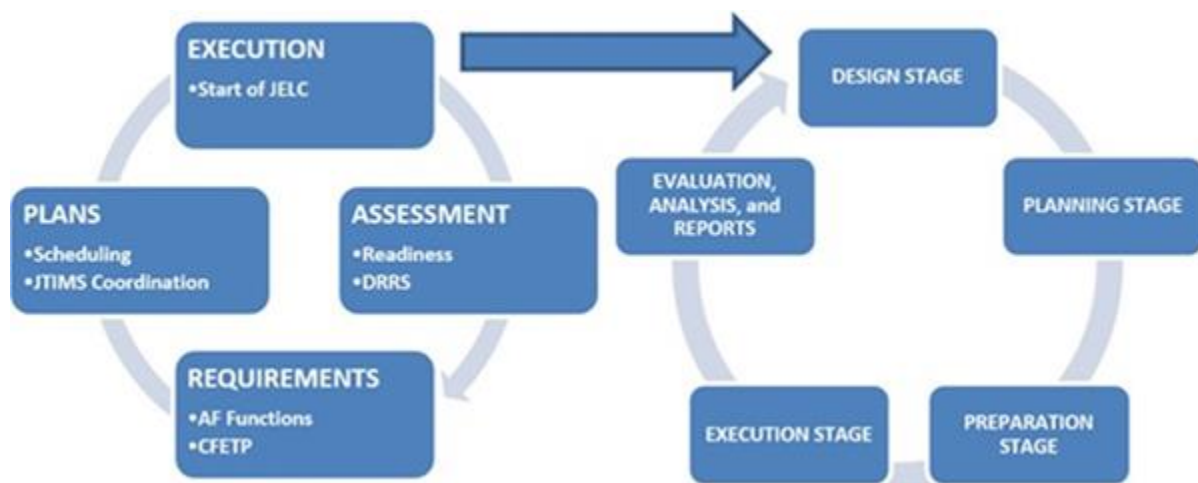 EXECUTION
•Start of JELC
PLANS
•Scheduling
•JTIMS Coordination
ASSESSMENT
•Readiness
•DRRS
REQUIREMENTS
•AF Functions
•CFETP
DESIGN STAGE
PLANNING STAGE
PREPARATION
STAGE
EXECUTION STAGE
EVALUATION,
ANALYSIS, and
REPORTS